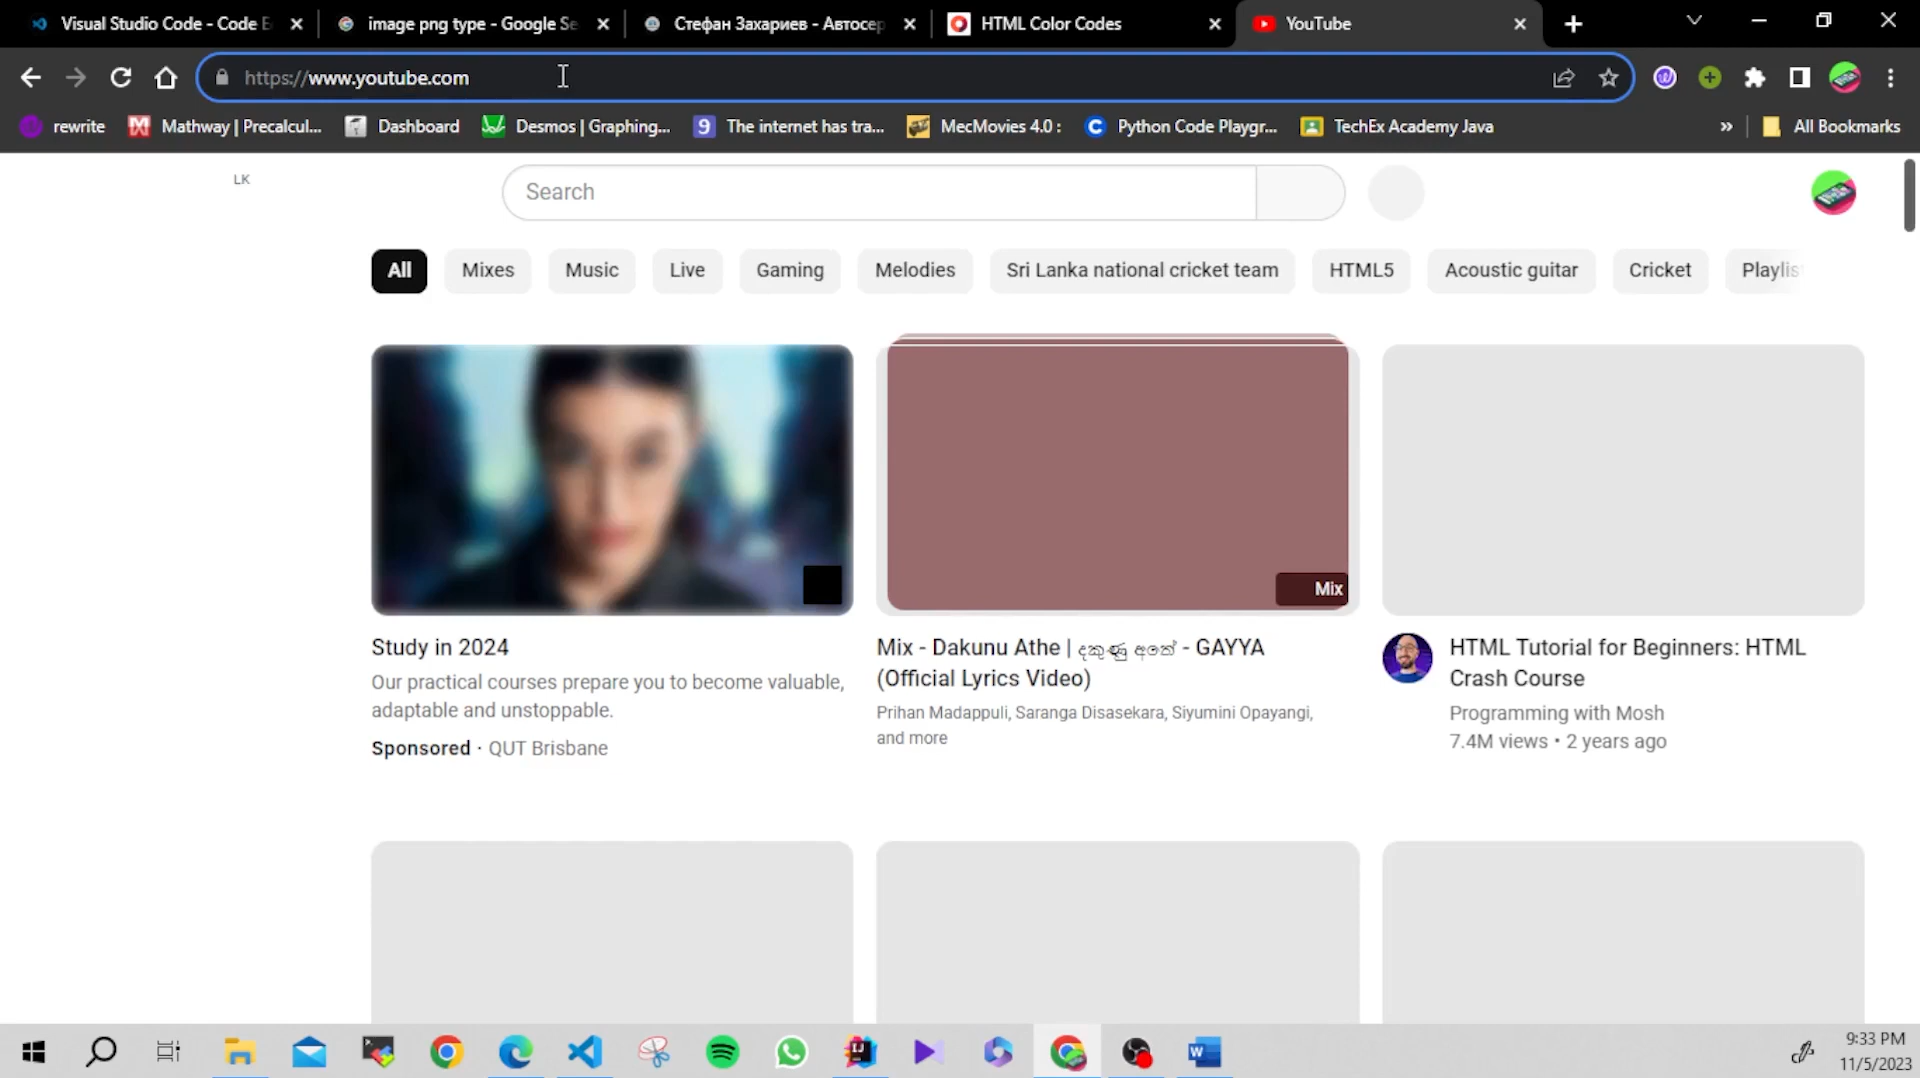 Visual Studio Code - Code E
image png type - Google Se
Стефан Захариев - Автосер
HTML Color Codes
YouTube
https://www.youtube.com
rewrite
Mathway | Precalcul...
Dashboard
Desmos | Graphing...
9
The internet has tra...
MecMovies 4.0 :
C
Python Code Playgr...
TechEx Academy Java
»
All Bookmarks
LK
Search
All
Mixes
Music
Live
Gaming
Melodies
Sri Lanka national cricket team
HTML5
Acoustic guitar
Cricket
Playlis
Mix
Study in 2024
Our practical courses prepare you to become valuable,
adaptable and unstoppable.
Sponsored · QUT Brisbane
Mix - Dakunu Athe | දකුණු අතේ - GAYYA
(Official Lyrics Video)
Prihan Madappuli, Saranga Disasekara, Siyumini Opayangi,
and more
HTML Tutorial for Beginners: HTML
Crash Course
Programming with Mosh
7.4M views • 2 years ago
9:33 PM
11/5/2023